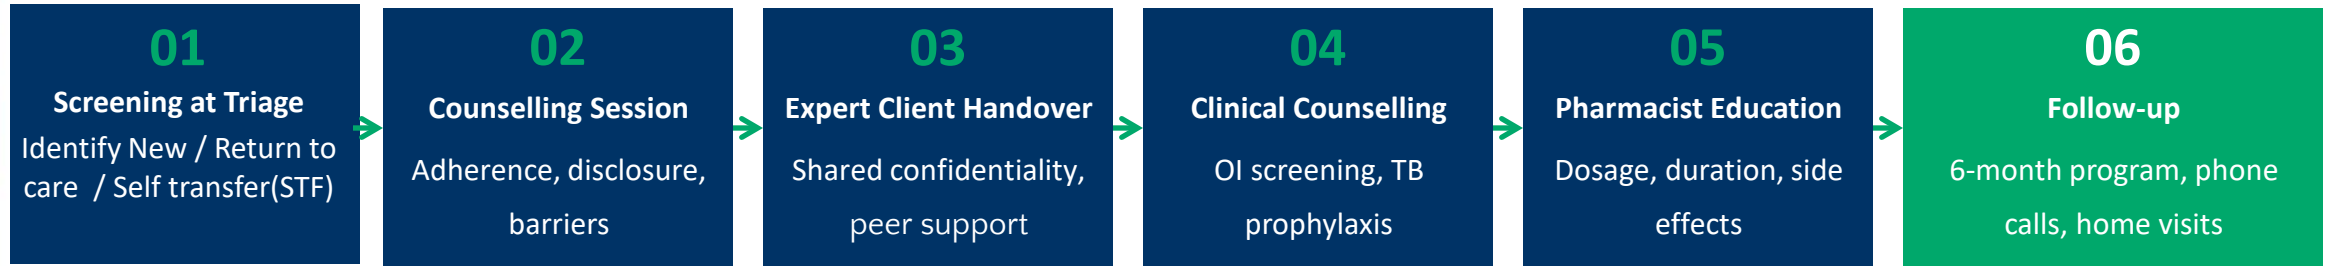 01
Screening at Triage
Identify New / Return to
care / Self transfer(STF)
02
Counselling Session
Adherence, disclosure,
barriers
03
Expert Client Handover
Shared confidentiality,
peer support
04
Clinical Counselling
OI screening, TB
prophylaxis
05
Pharmacist Education
Dosage, duration, side
effects
06
Follow-up
6-month program, phone
calls, home visits